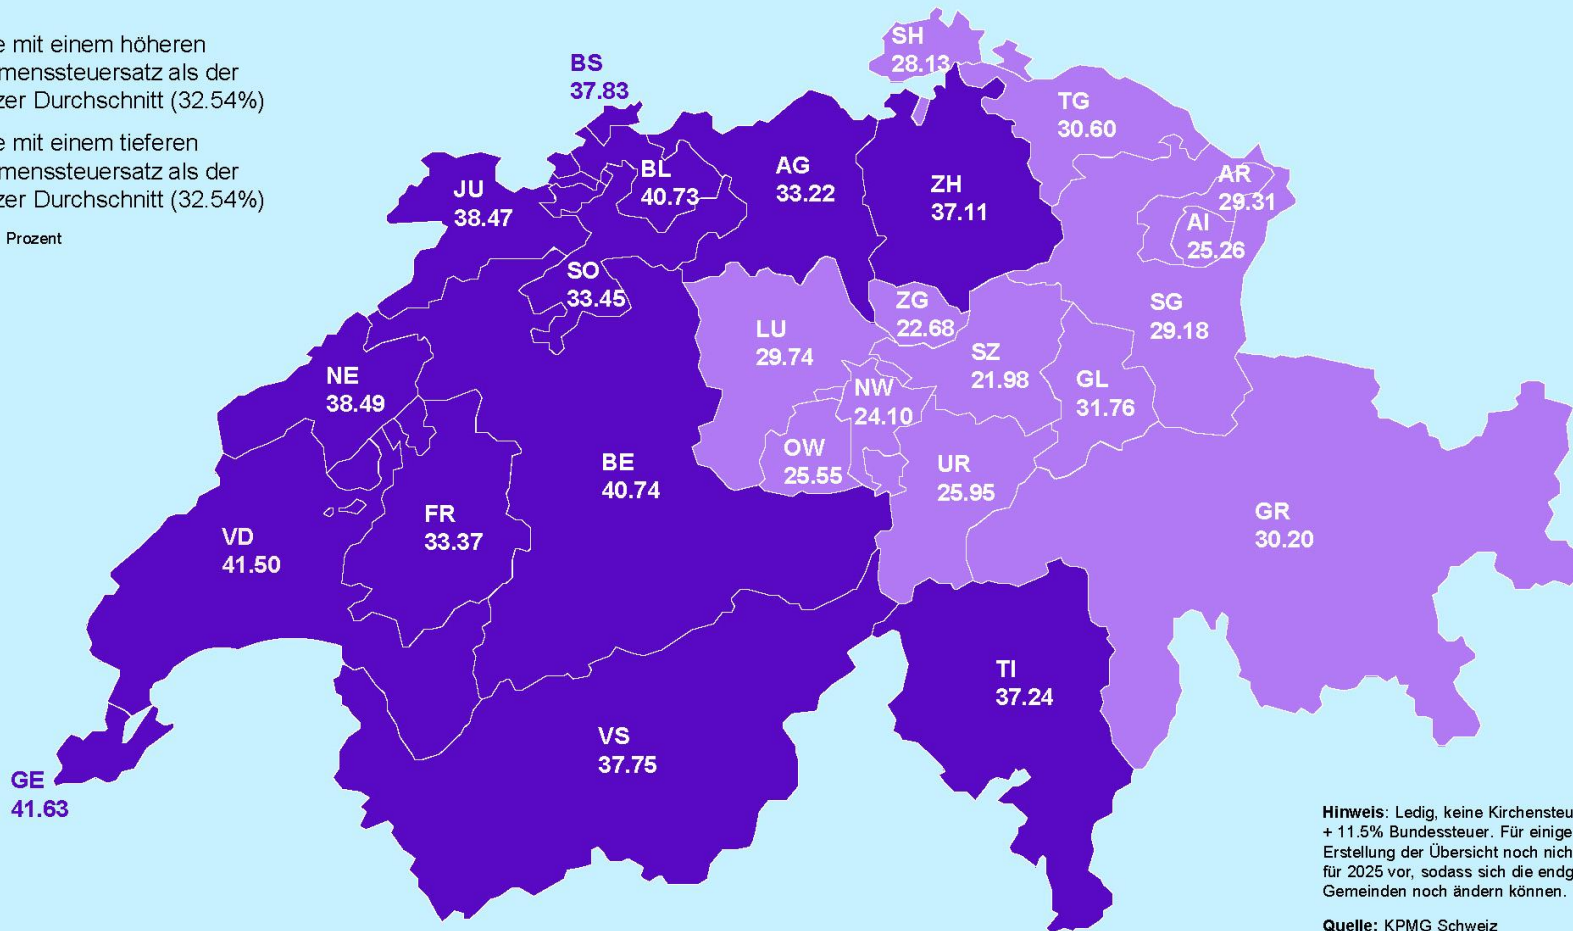 e mit einem höheren
menssteuersatz als der
zer Durchschnitt (32.54%)
e mit einem tieferen
menssteuersatz als der
zer Durchschnitt (32.54%)
Prozent
BS
37.83
SH
28.13
TG
30.60
JU
38.47
BL
40.73
AG
33.22
ZH
37.11
AR
29.31
AI
25.26
SO
33.45
ZG
22.68
SG
29.18
LU
29.74
SZ
21.98
NE
38.49
NW
24.10
GL
31.76
OW
25.55
BE
40.74
UR
25.95
GR
30.20
FR
33.37
VD
41.50
TI
37.24
VS
37.75
GE
41.63
Hinweis: Ledig, keine Kirchensteu
+ 11.5% Bundessteuer. Für einige
Erstellung der Übersicht noch nich
für 2025 vor, sodass sich die endg
Gemeinden noch ändern können.
Quelle: KPMG Schweiz